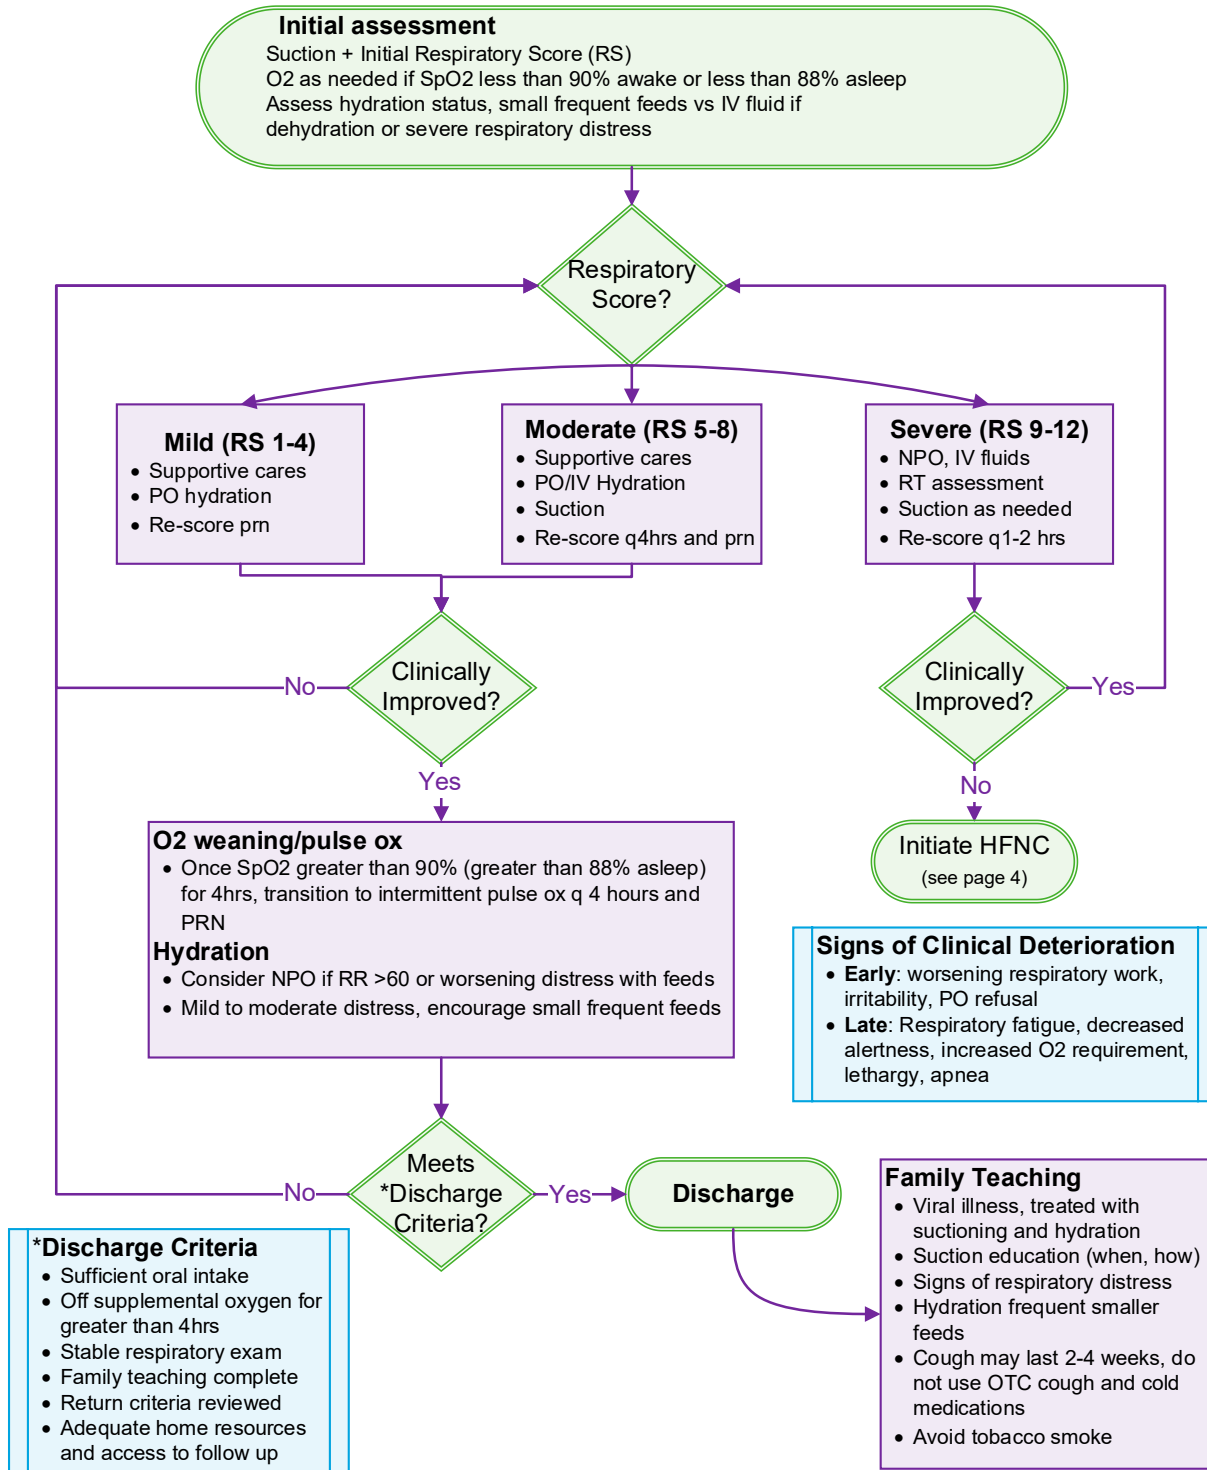 Initial assessment
Suction + Initial Respiratory Score (RS)
O2 as needed if SpO2 less than 90% awake or less than 88% asleep
Assess hydration status, small frequent feeds vs IV fluid if
dehydration or severe respiratory distress
Respiratory
Score?
Mild (RS 1-4)
• Supportive cares
• PO hydration
• Re-score prn
Moderate (RS 5-8)
• Supportive cares
• PO/IV Hydration
• Suction
• Re-score q4hrs and prn
Severe (RS 9-12)
• NPO, IV fluids
• RT assessment
• Suction as needed
• Re-score q1-2 hrs
No
Clinically
Improved?
Yes
Clinically
Improved?
Yes
No
Initiate HFNC
(see page 4)
O2 weaning/pulse ox
• Once SpO2 greater than 90% (greater than 88% asleep)
for 4hrs, transition to intermittent pulse ox q 4 hours and
PRN
Hydration
• Consider NPO if RR >60 or worsening distress with feeds
• Mild to moderate distress, encourage small frequent feeds
Signs of Clinical Deterioration
• Early: worsening respiratory work,
irritability, PO refusal
• Late: Respiratory fatigue, decreased
alertness, increased O2 requirement,
lethargy, apnea
No
Meets
*Discharge
Criteria?
Yes
Discharge
*Discharge Criteria
• Sufficient oral intake
• Off supplemental oxygen for
greater than 4hrs
• Stable respiratory exam
• Family teaching complete
• Return criteria reviewed
• Adequate home resources
and access to follow up
Family Teaching
• Viral illness, treated with
suctioning and hydration
• Suction education (when, how)
• Signs of respiratory distress
• Hydration frequent smaller
feeds
• Cough may last 2-4 weeks, do
not use OTC cough and cold
medications
• Avoid tobacco smoke